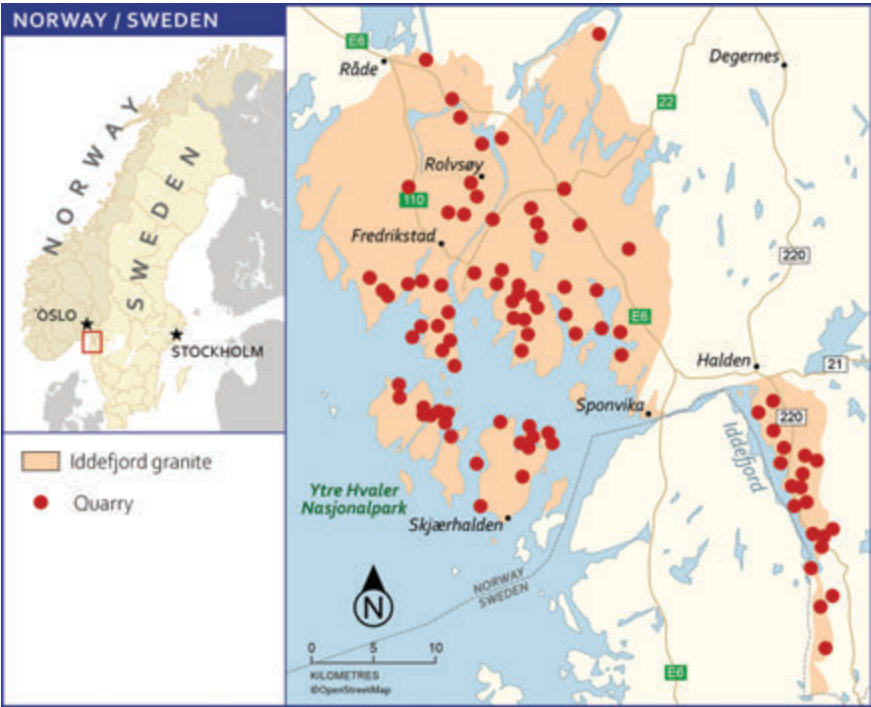 NORWAY / SWEDEN
NORWAY
SWEDEN
OSLO
STOCKHOLM
Iddefjord granite
Quarry
E6
Råde
Degernes
22
Rolvsøy
110
Fredrikstad
220
E6
Halden
21
Sponvika
220
Iddefjord
Ytre Hvaler
Nasjonalpark
Skjærhalden
NORWAY
SWEDEN
N
0 5 10
KILOMETRES
©OpenStreetMap
E6